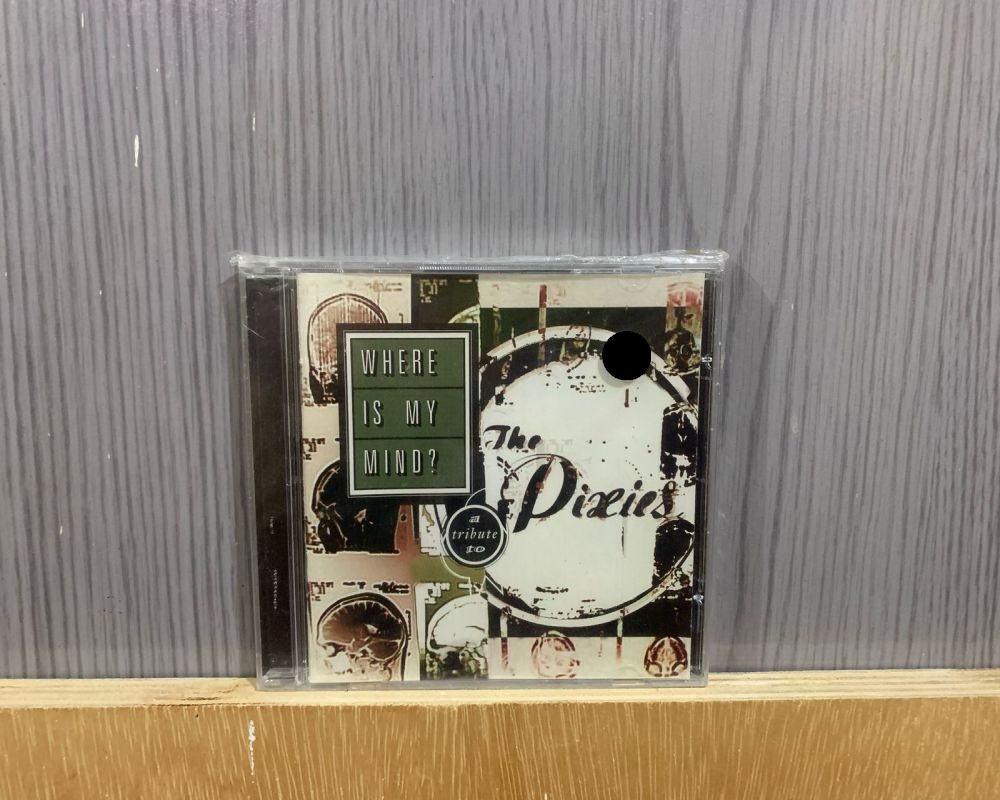 WHERE
IS MY
MIND?
The
Pixies
a
tribute
to